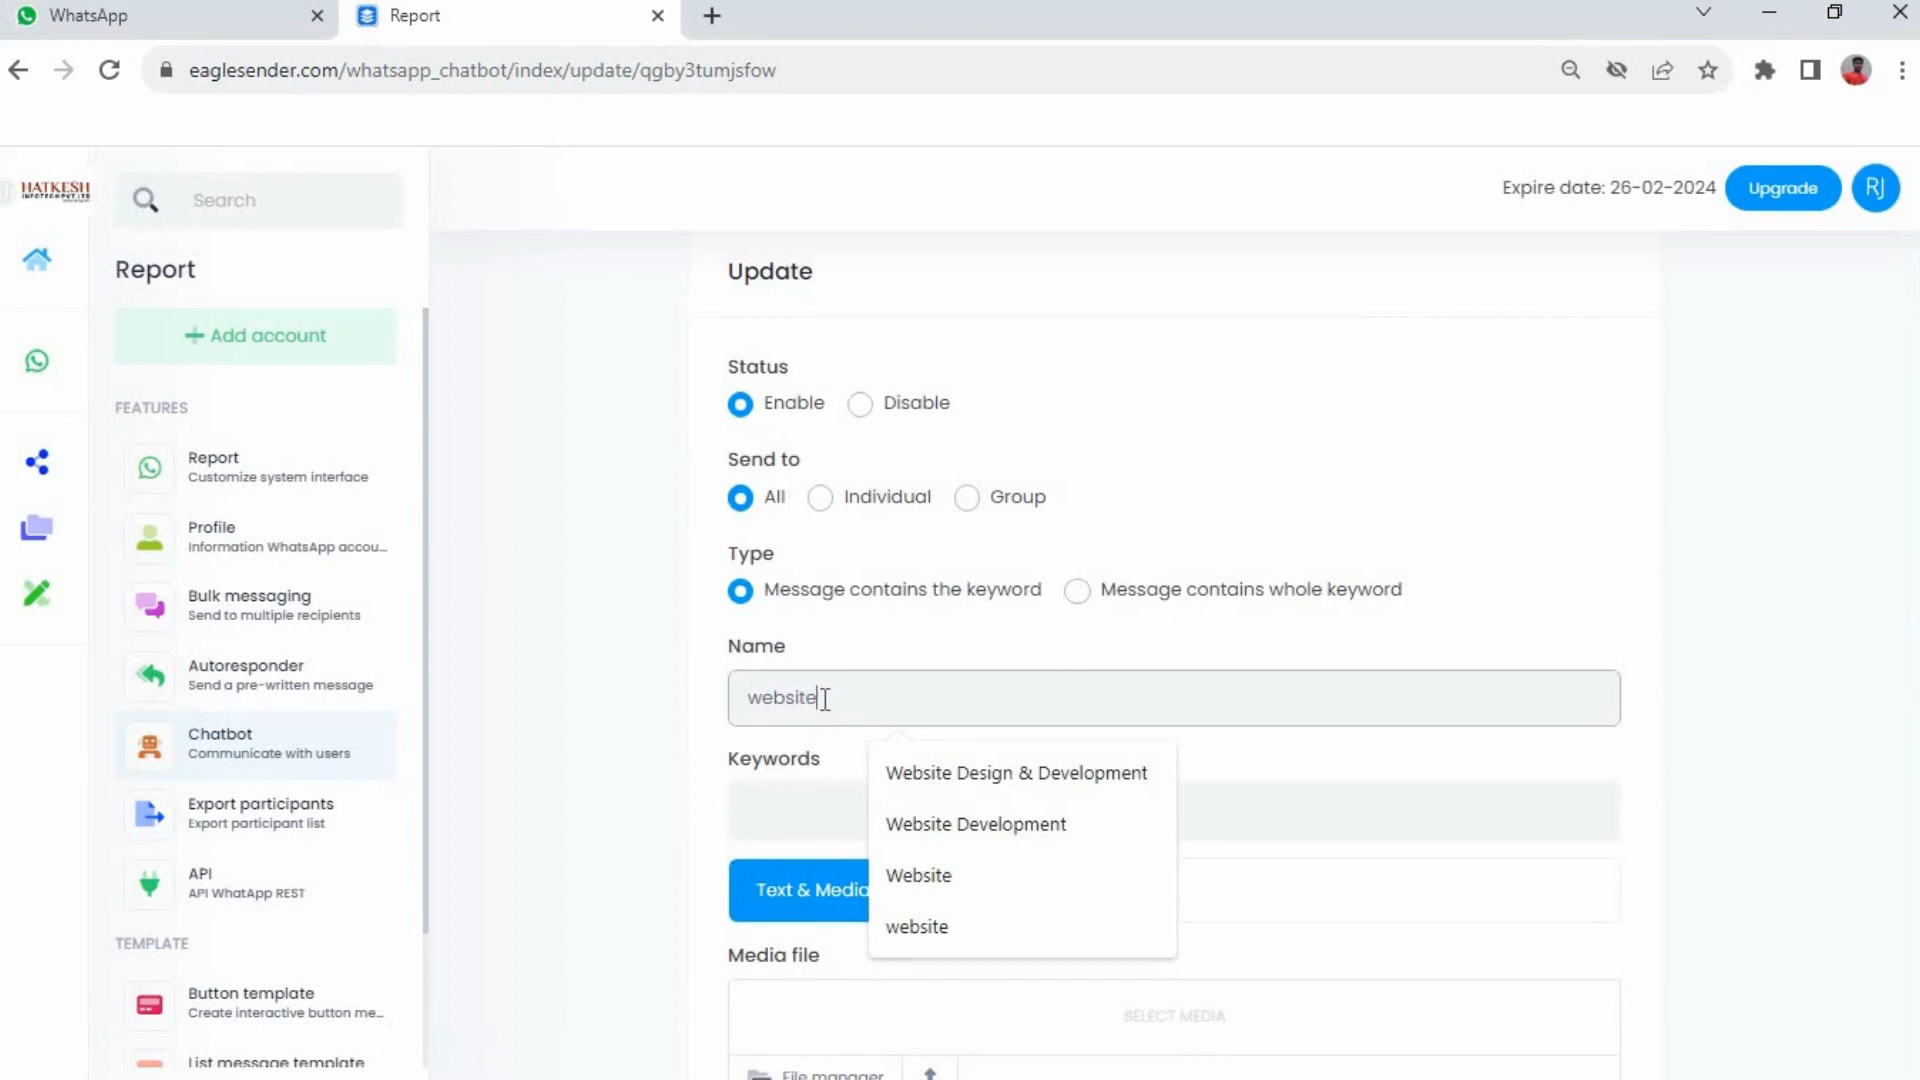 WhatsApp
Report
eaglesender.com/whatsapp_chatbot/index/update/qgby3tumjsfow
HATKESH
INFOTECH PVT LTD
Search
Expire date: 26-02-2024
Upgrade
RJ
Report
Add account
FEATURES
Report
Customize system interface
Profile
Information WhatsApp accou...
Bulk messaging
Send to multiple recipients
Autoresponder
Send a pre-written message
Chatbot
Communicate with users
Export participants
Export participant list
API
API WhatsApp REST
TEMPLATE
Button template
Create interactive button me...
List message template
Update
Status
Enable
Disable
Send to
All
Individual
Group
Type
Message contains the keyword
Message contains whole keyword
Name
website
Keywords
Website Design & Development
Website Development
Website
website
Text & Media
Media file
SELECT MEDIA
File manager